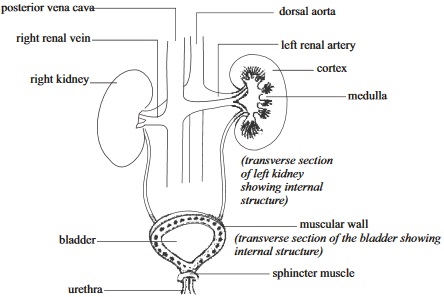 posterior vena cava
dorsal aorta
right renal vein
left renal artery
cortex
right kidney
medulla
(transverse section
of left kidney
showing internal
structure)
muscular wall
bladder
(transverse section of the bladder showing
internal structure)
sphincter muscle
urethra